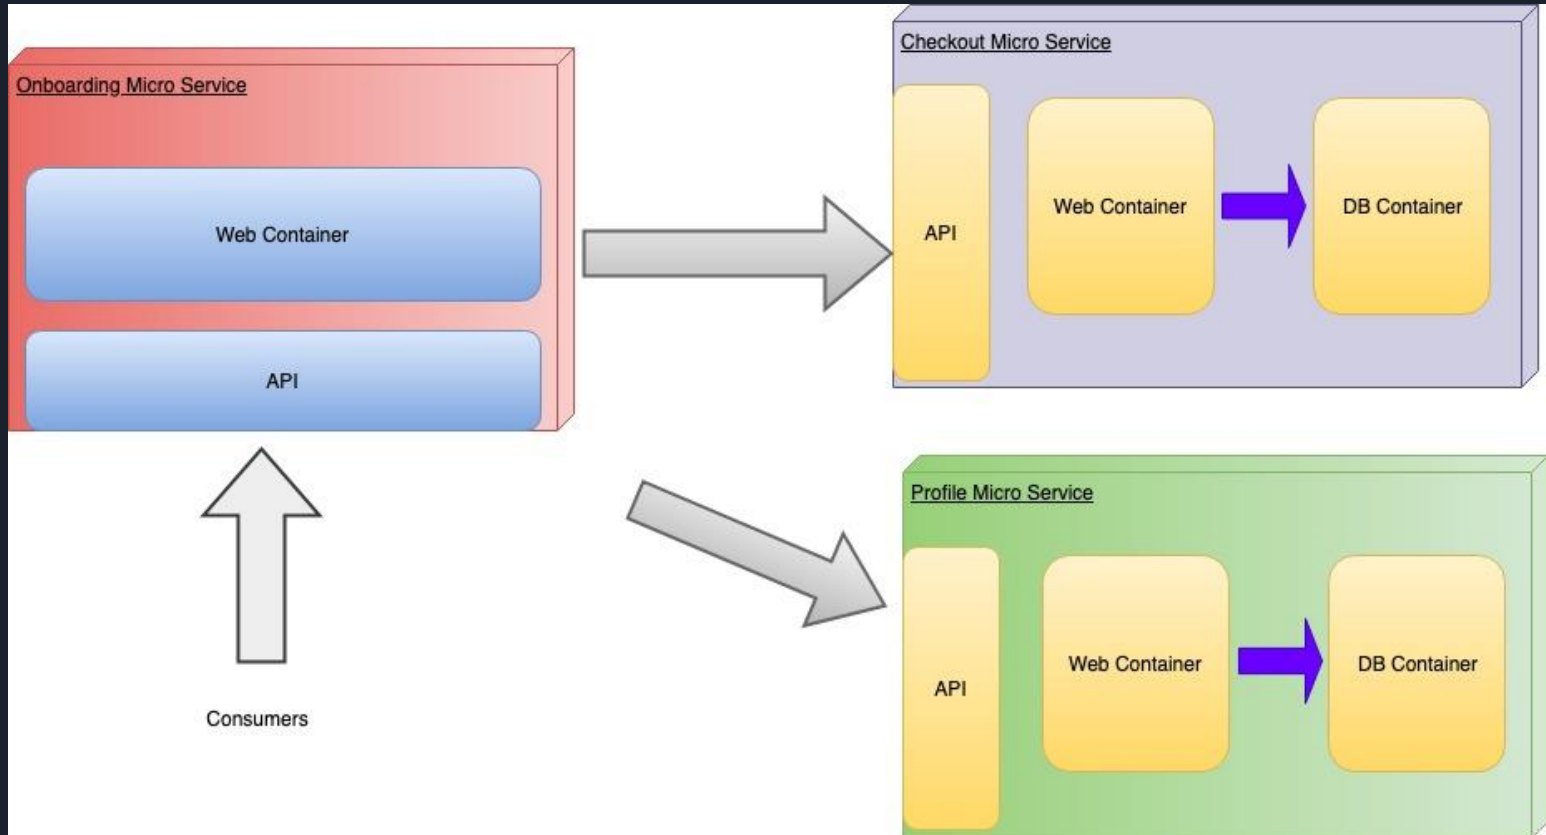 Onboarding Micro Service
Web Container
API
Consumers
Checkout Micro Service
API
Web Container
DB Container
Profile Micro Service
API
Web Container
DB Container